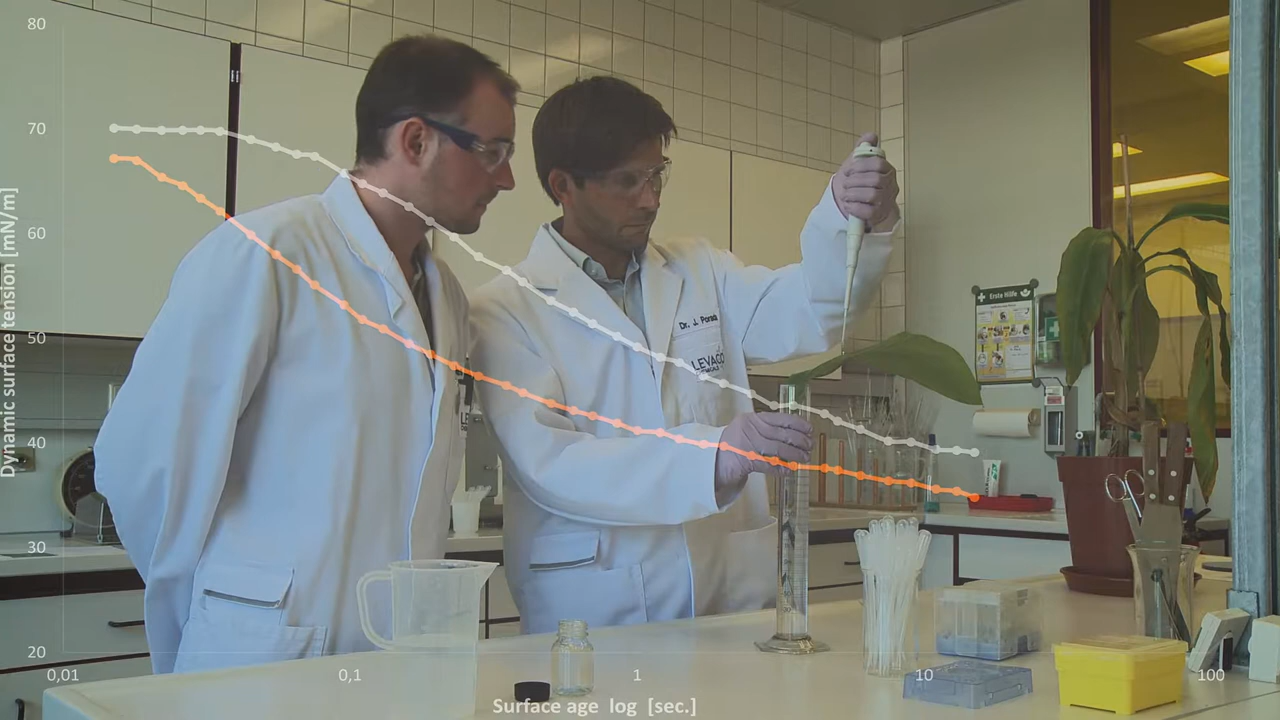 80
70
60
50
40
30
20
0,01
0,1
1
10
100
Dynamic surface tension [mN/m]
Surface age log [sec.]
Dr. J. Porada
LEVACO
Erste Hilfe